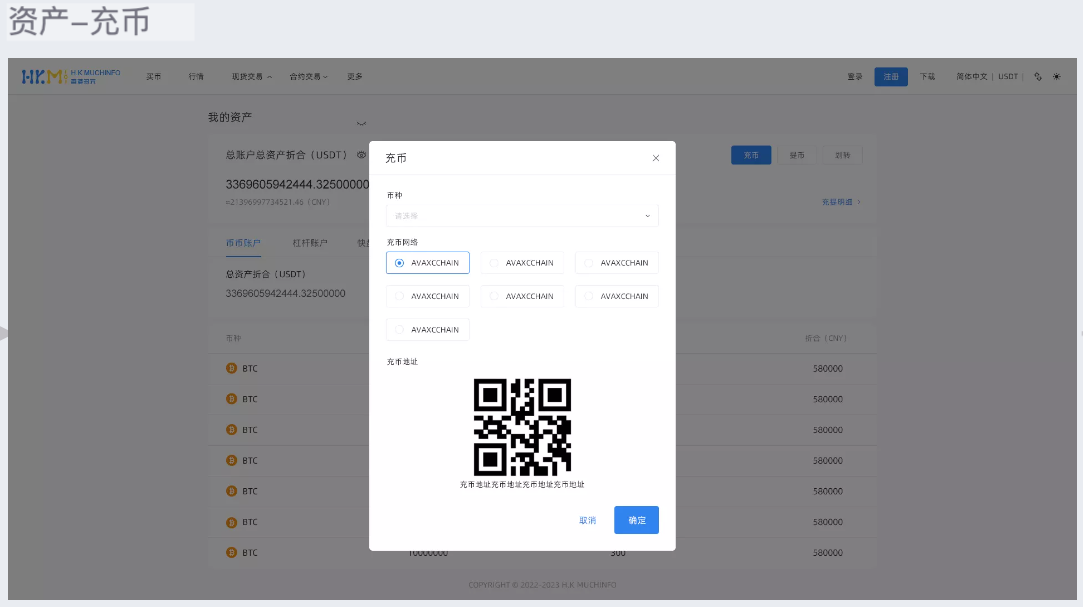 资产-充币
HKM H.K MUCHINFO 买币 行情 现货交易 合约交易 更多 登录 注册 下载 简体中文 | USDT |
我的资产
总账户总资产折合（USDT） 充币 提币 划转
3369605942444.32500000
≈21396997734521.46（CNY） 充提明细 >
币币账户 杠杆账户
总资产折合（USDT）
3369605942444.32500000
币种 折合（CNY）
BTC 580000
BTC 580000
BTC 580000
BTC 580000
BTC 580000
BTC 580000
BTC 10000000 300 580000
COPYRIGHT © 2022-2023 H.K MUCHINFO
充币
币种
请选择
充币网络
AVAXCCHAIN AVAXCCHAIN AVAXCCHAIN
AVAXCCHAIN AVAXCCHAIN AVAXCCHAIN
AVAXCCHAIN
充币地址
充币地址充币地址充币地址充币地址
取消 确定